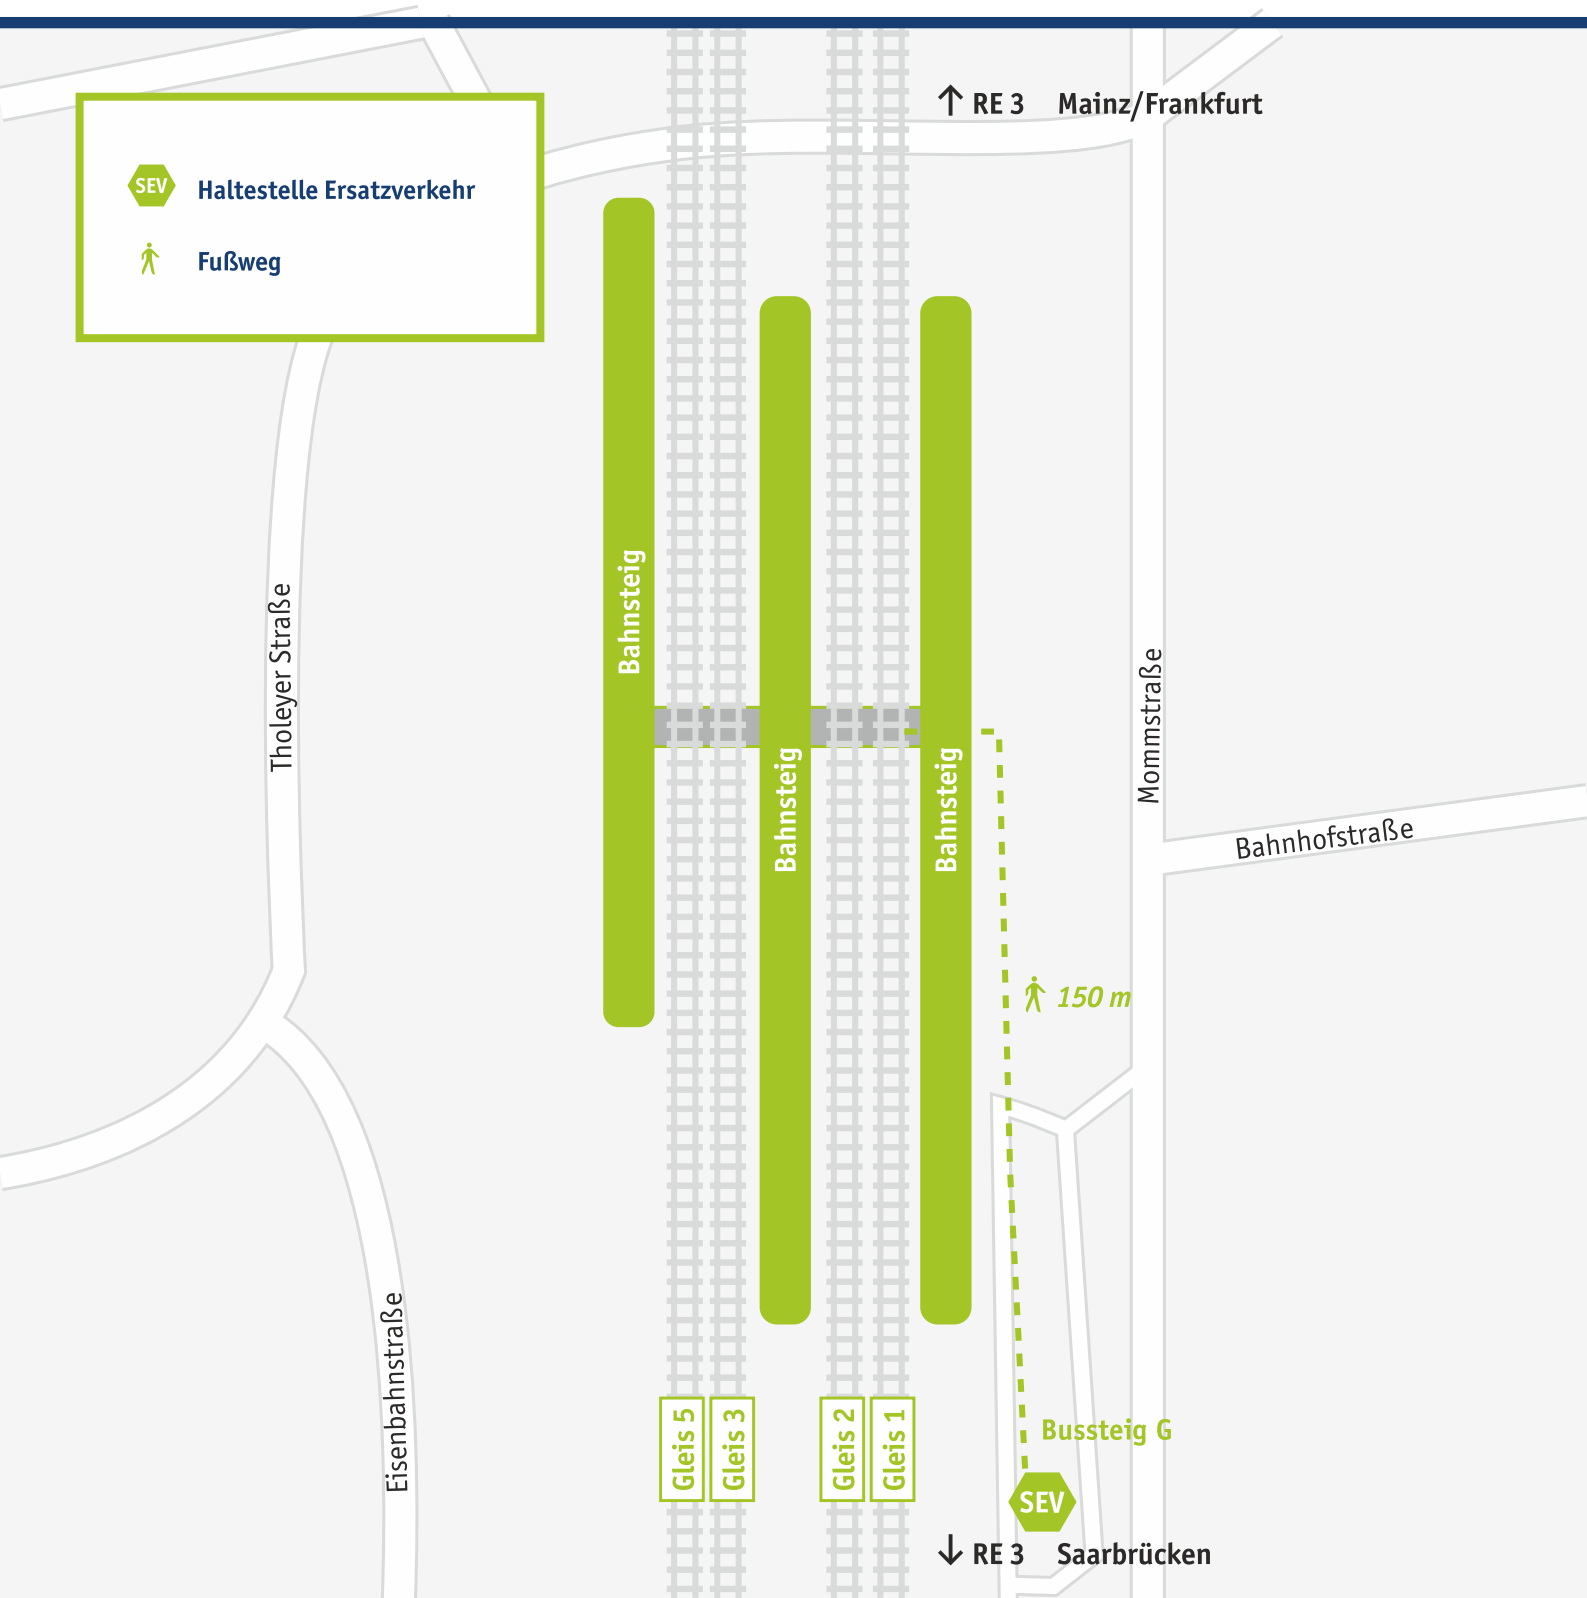 ↑ RE 3 Mainz/Frankfurt
SEV Haltestelle Ersatzverkehr
Fußweg
Tholeyer Straße
Bahnsteig
Bahnsteig
Bahnsteig
Mommstraße
Bahnhofstraße
150 m
Eisenbahnstraße
Gleis 5
Gleis 3
Gleis 2
Gleis 1
Bussteig G
SEV
↓ RE 3 Saarbrücken